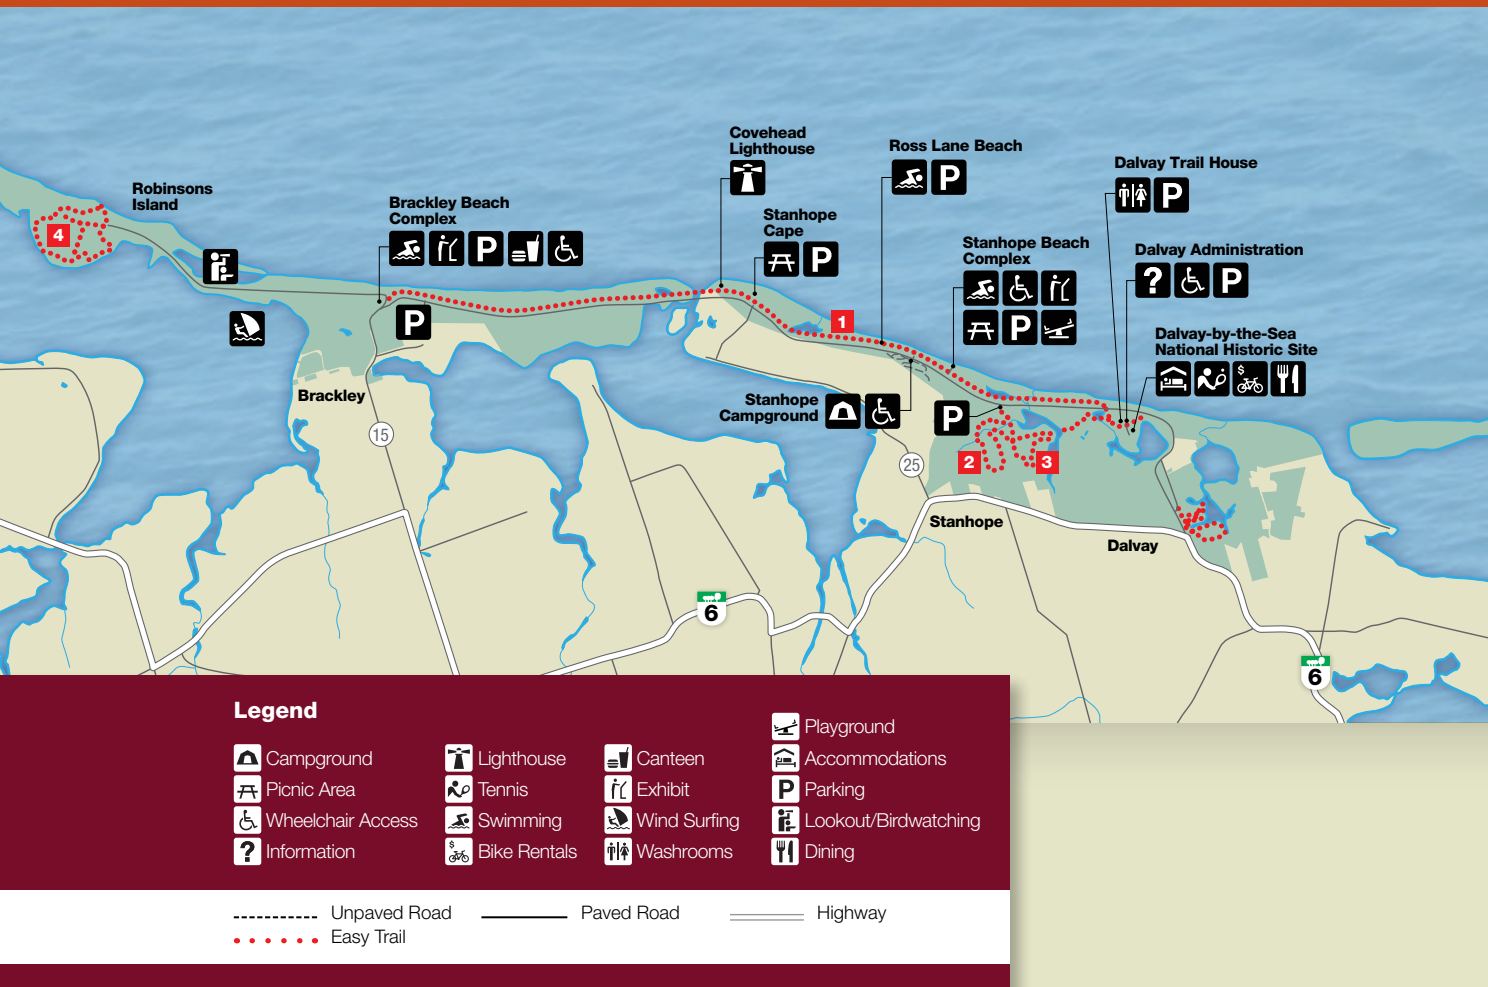 Covehead
Lighthouse
Ross Lane Beach
P
Dalvay Trail House
P
Robinsons
Island
Brackley Beach
Complex
P
Stanhope
Cape
P
Stanhope Beach
Complex
P
Dalvay Administration
? P
4
P
1
Dalvay-by-the-Sea
National Historic Site
$
Brackley
Stanhope
Campground
P
15
25
2
3
Stanhope
Dalvay
6
6
Legend
Campground
Picnic Area
Wheelchair Access
? Information
Lighthouse
Tennis
Swimming
$ Bike Rentals
Canteen
Exhibit
Wind Surfing
Washrooms
Playground
Accommodations
P Parking
Lookout/Birdwatching
Dining
Unpaved Road
Paved Road
Highway
Easy Trail